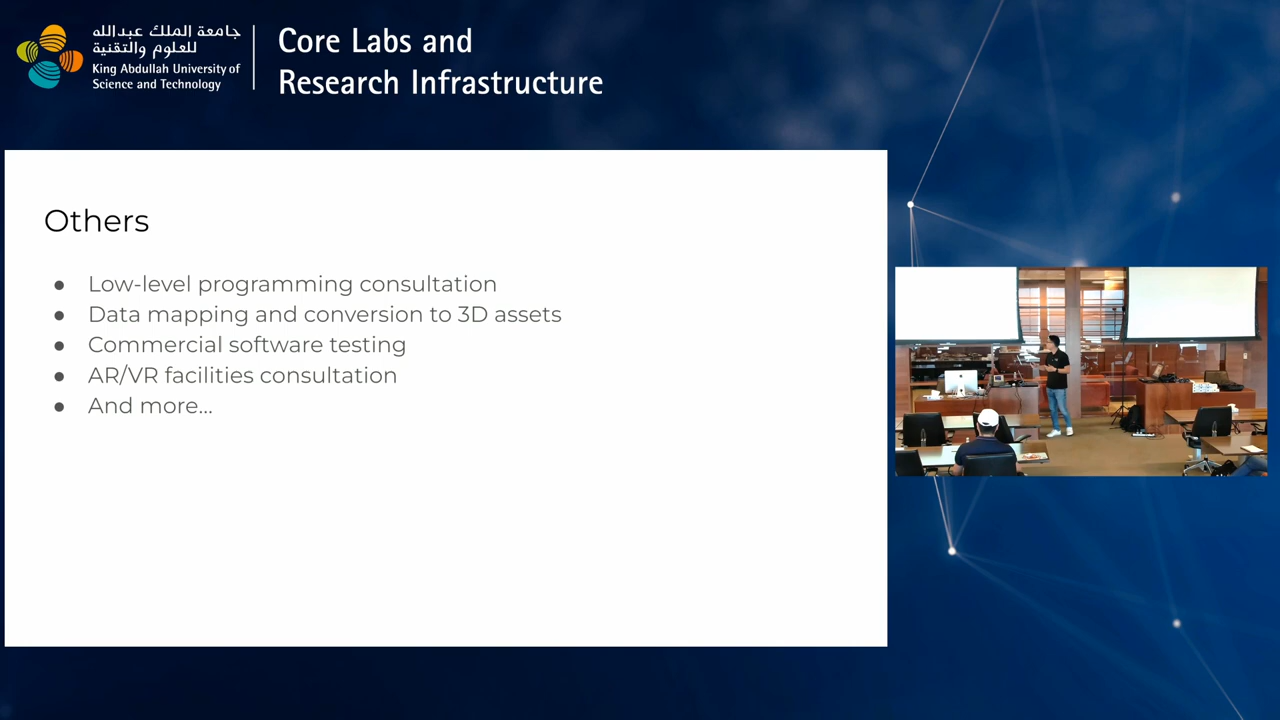 جامعة الملك عبدالله
للعلوم والتقنية
King Abdullah University of
Science and Technology
Core Labs and
Research Infrastructure
Others
● Low-level programming consultation
● Data mapping and conversion to 3D assets
● Commercial software testing
● AR/VR facilities consultation
● And more...